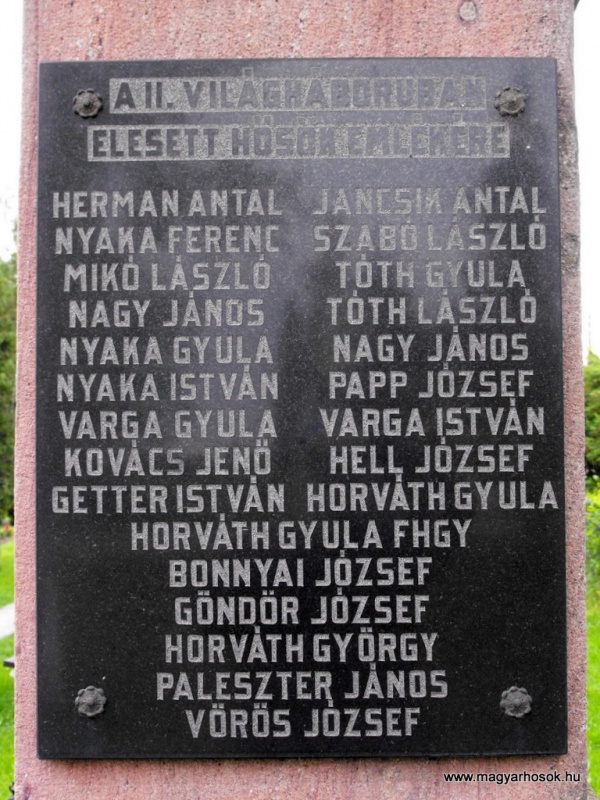 A II. VILÁGHÁBORUBAN
ELESETT HŐSÖK EMLÉKÉRE
HERMAN ANTAL JANCSIK ANTAL
NYAKA FERENC SZABÓ LÁSZLÓ
MIKÓ LÁSZLÓ TÓTH GYULA
NAGY JÁNOS TÓTH LÁSZLÓ
NYAKA GYULA NAGY JÁNOS
NYAKA ISTVÁN PAPP JÓZSEF
VARGA GYULA VARGA ISTVÁN
KOVÁCS JENŐ HELL JÓZSEF
GETTER ISTVÁN HORVÁTH GYULA
HORVÁTH GYULA FHGY
BONNYAI JÓZSEF
GÖNDÖR JÓZSEF
HORVÁTH GYÖRGY
PALESZTER JÁNOS
VÖRÖS JÓZSEF
www.magyarhosok.hu